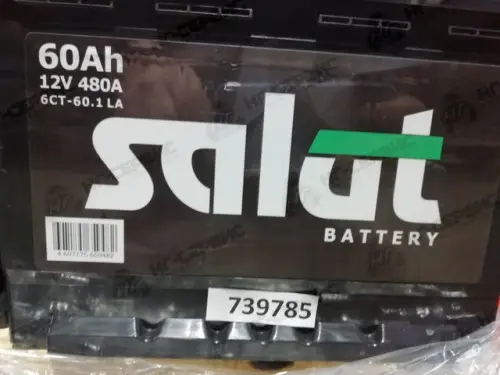 60Ah
12V 480A
6CT-60.1 LA
salut
BATTERY
739785